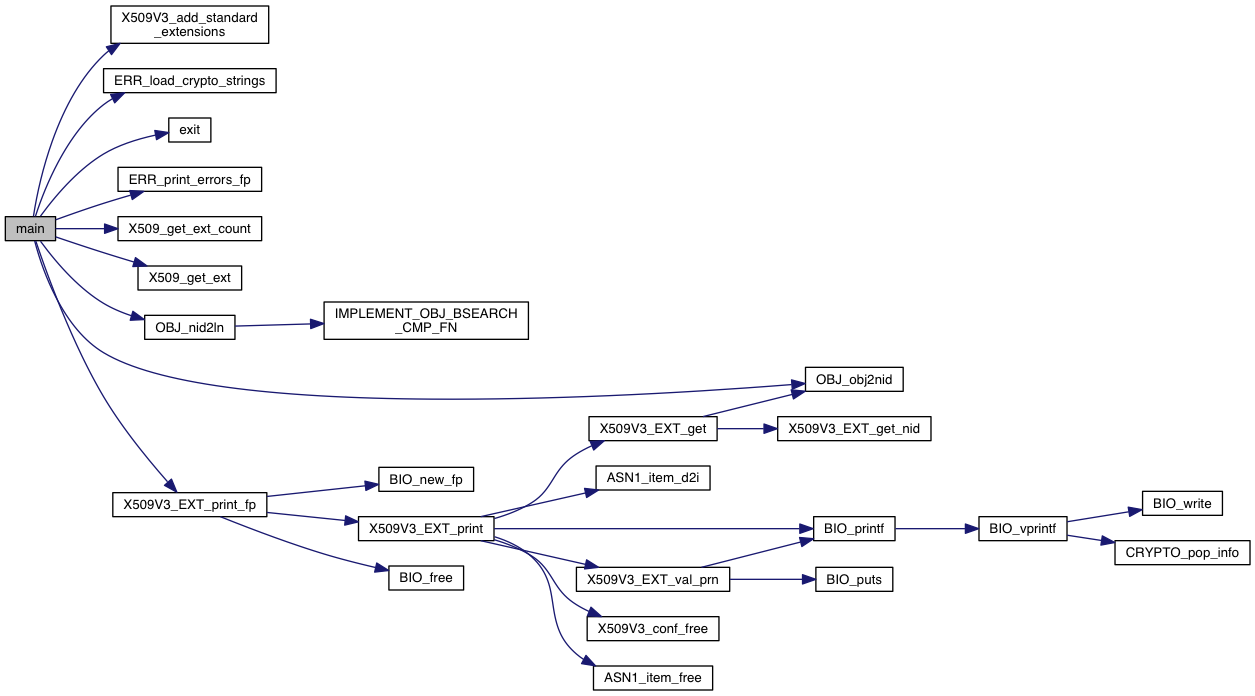 X509V3_add_standard
_extensions
ERR_load_crypto_strings
exit
ERR_print_errors_fp
main
X509_get_ext_count
X509_get_ext
OBJ_nid2ln
IMPLEMENT_OBJ_BSEARCH
_CMP_FN
OBJ_obj2nid
X509V3_EXT_get
X509V3_EXT_get_nid
BIO_new_fp
ASN1_item_d2i
X509V3_EXT_print_fp
X509V3_EXT_print
BIO_printf
BIO_vprintf
BIO_write
CRYPTO_pop_info
BIO_free
X509V3_EXT_val_prn
BIO_puts
X509V3_conf_free
ASN1_item_free